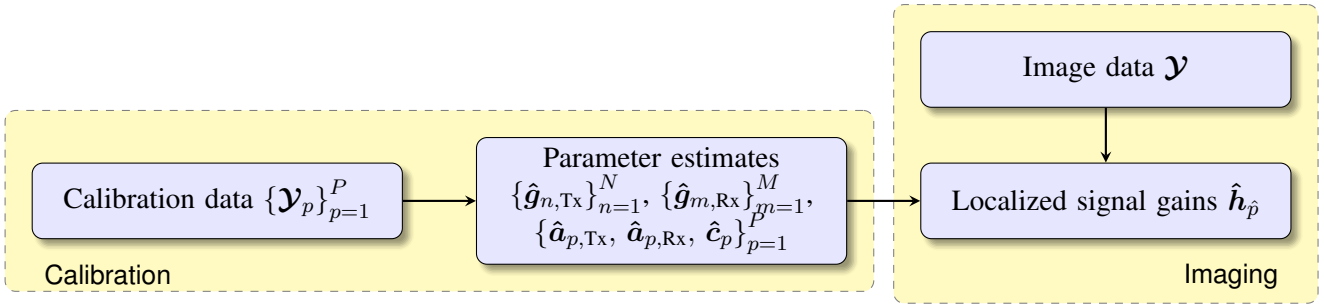 Image data 𝓨
Calibration data {𝓨_p}_{p=1}^P
Parameter estimates
{ĝ_{n,Tx}}_{n=1}^N, {ĝ_{m,Rx}}_{m=1}^M,
{â_{p,Tx}, â_{p,Rx}, ĉ_p}_{p=1}^P
Localized signal gains ĥ_{p̂}
Calibration
Imaging